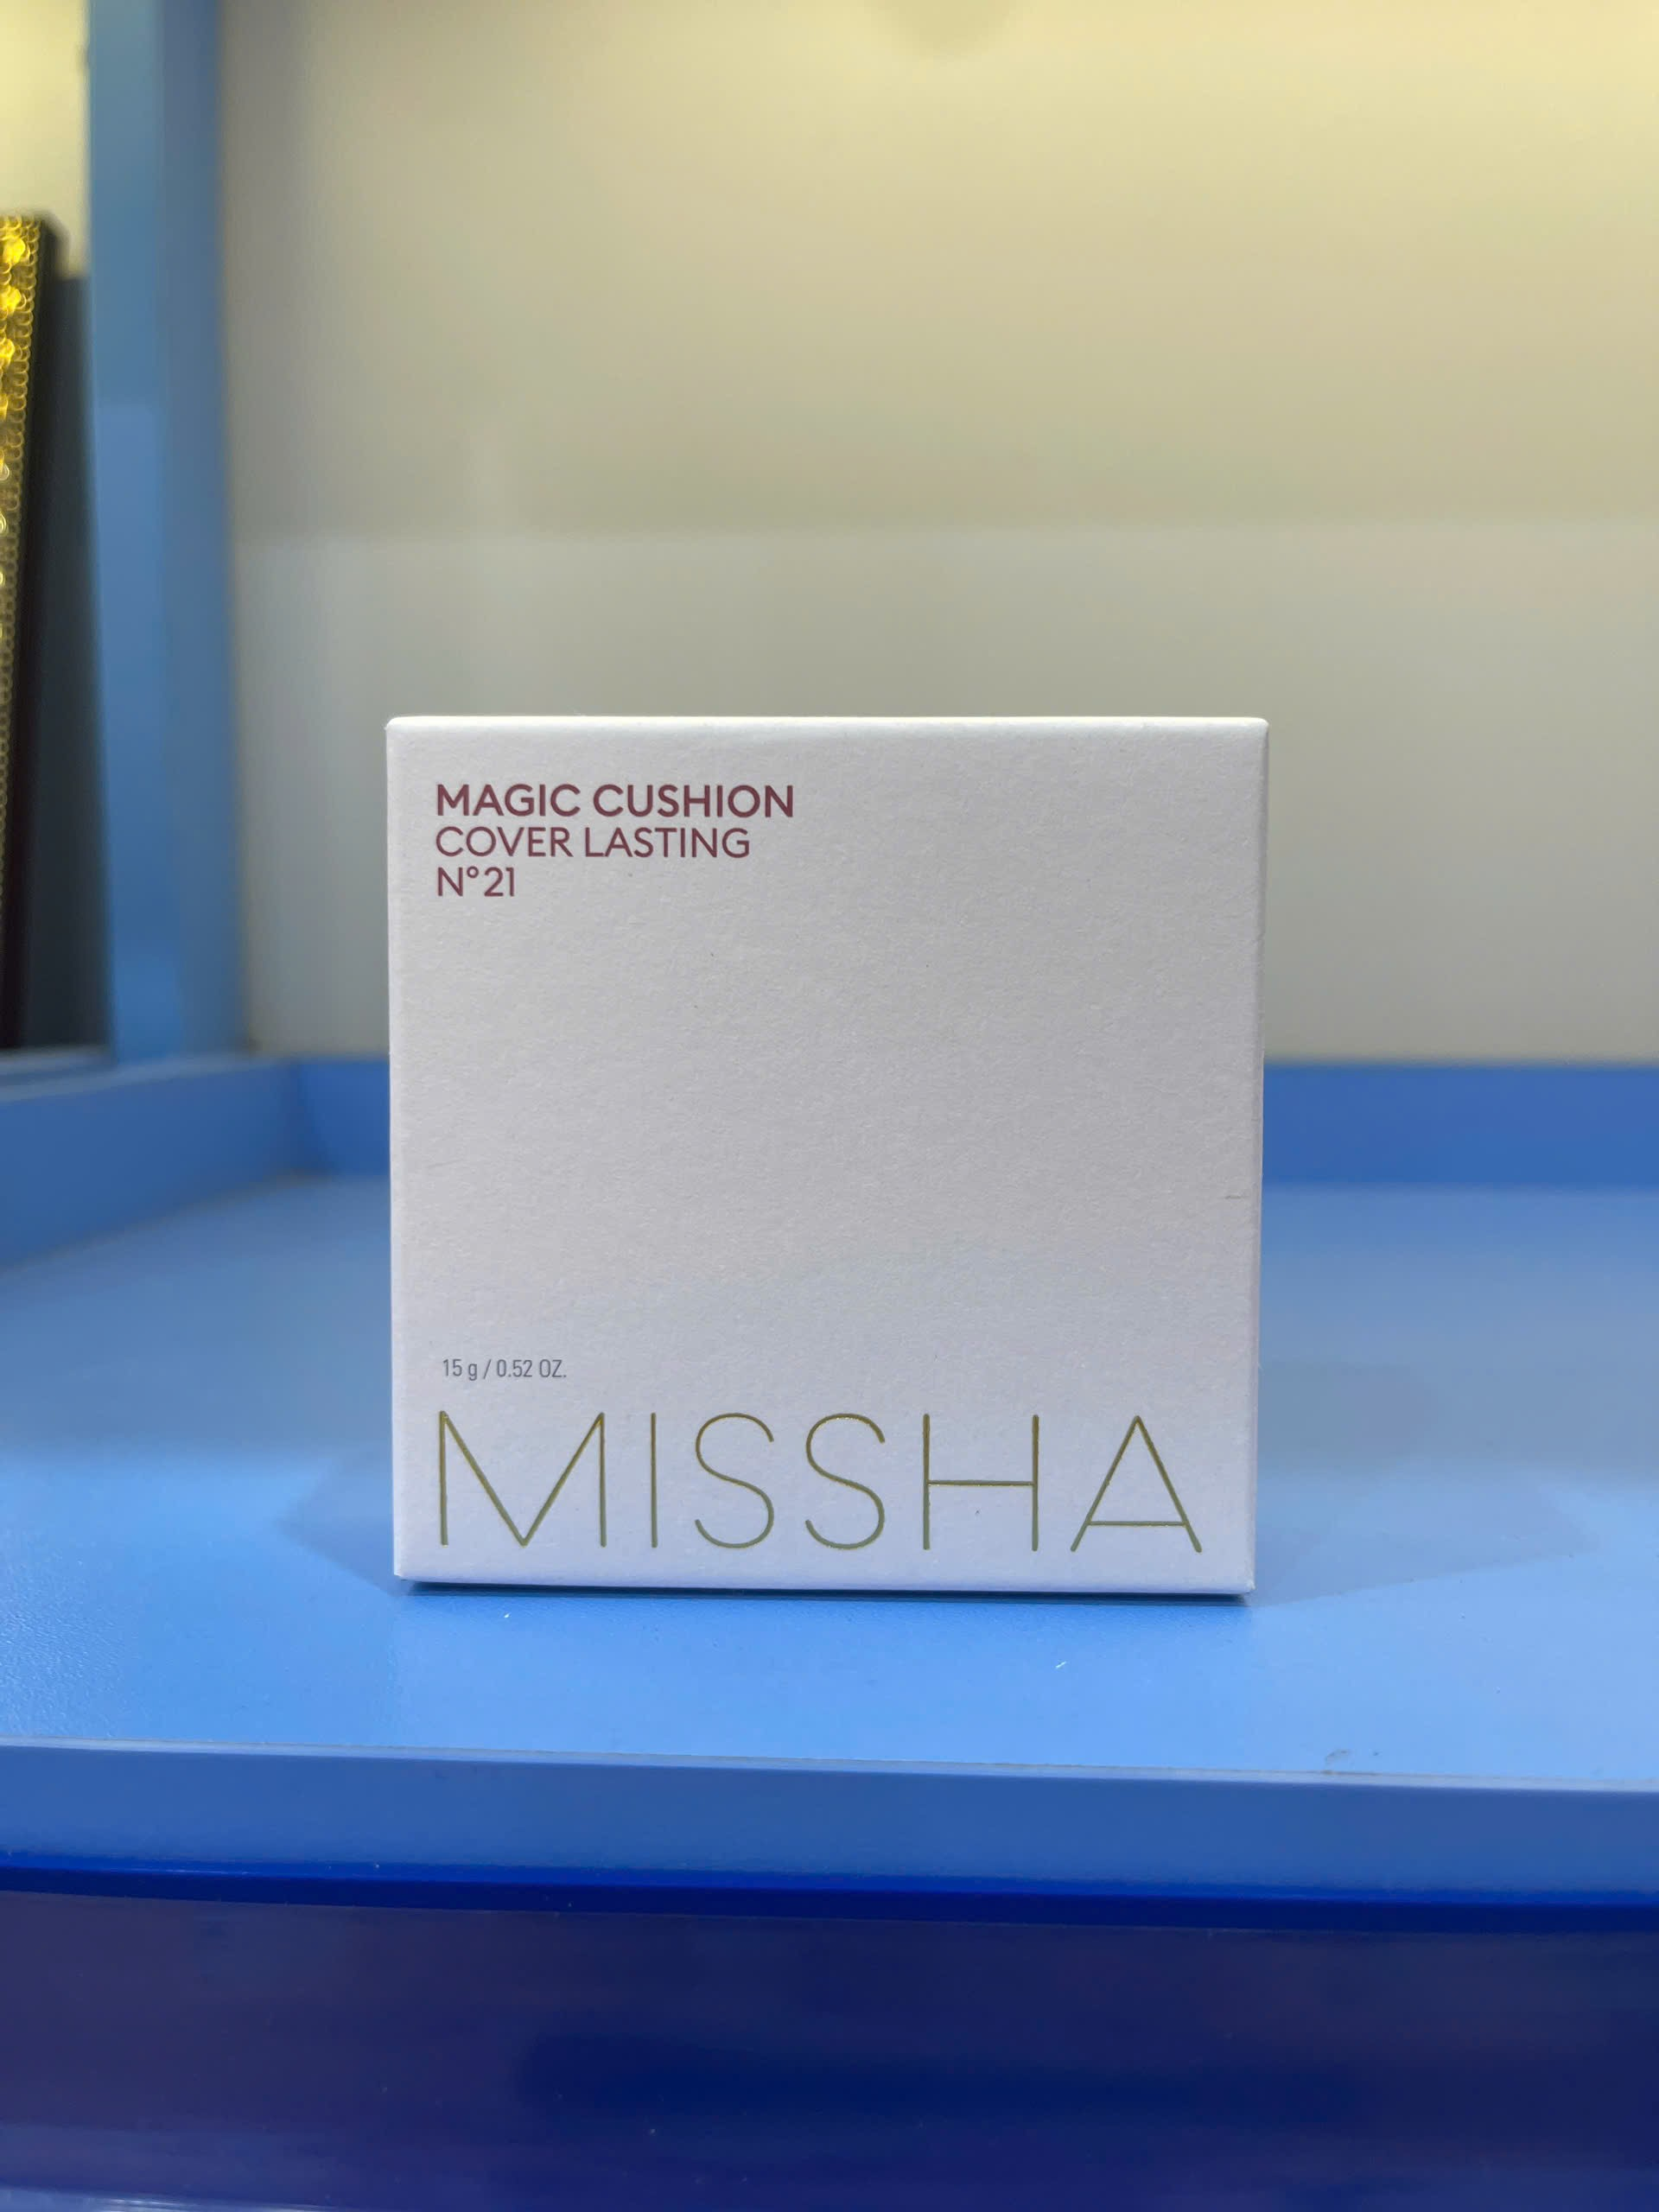 MAGIC CUSHION
COVER LASTING
N°21
15 g / 0.52 OZ.
MISSHA